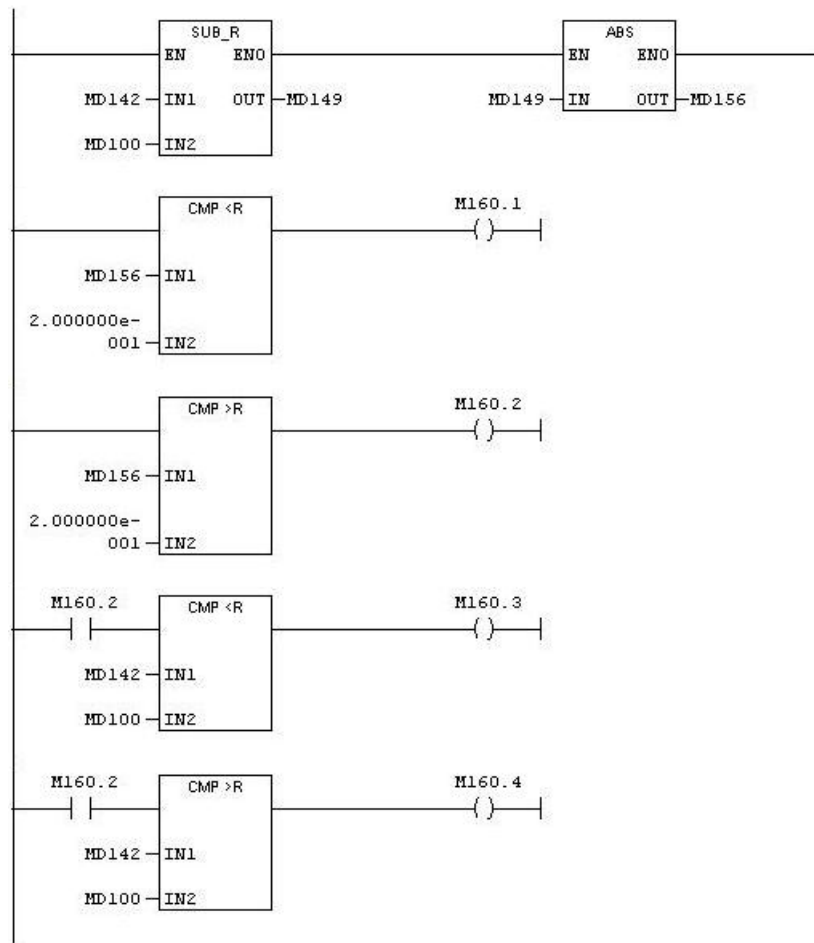 SUB_R
EN ENO
MD142 IN1 OUT MD149
MD100 IN2
ABS
EN ENO
MD149 IN OUT MD156
CMP <R
M160.1
( )
MD156 IN1
2.000000e-
001 IN2
CMP >R
M160.2
( )
MD156 IN1
2.000000e-
001 IN2
M160.2
CMP <R
M160.3
( )
MD142 IN1
MD100 IN2
M160.2
CMP >R
M160.4
( )
MD142 IN1
MD100 IN2